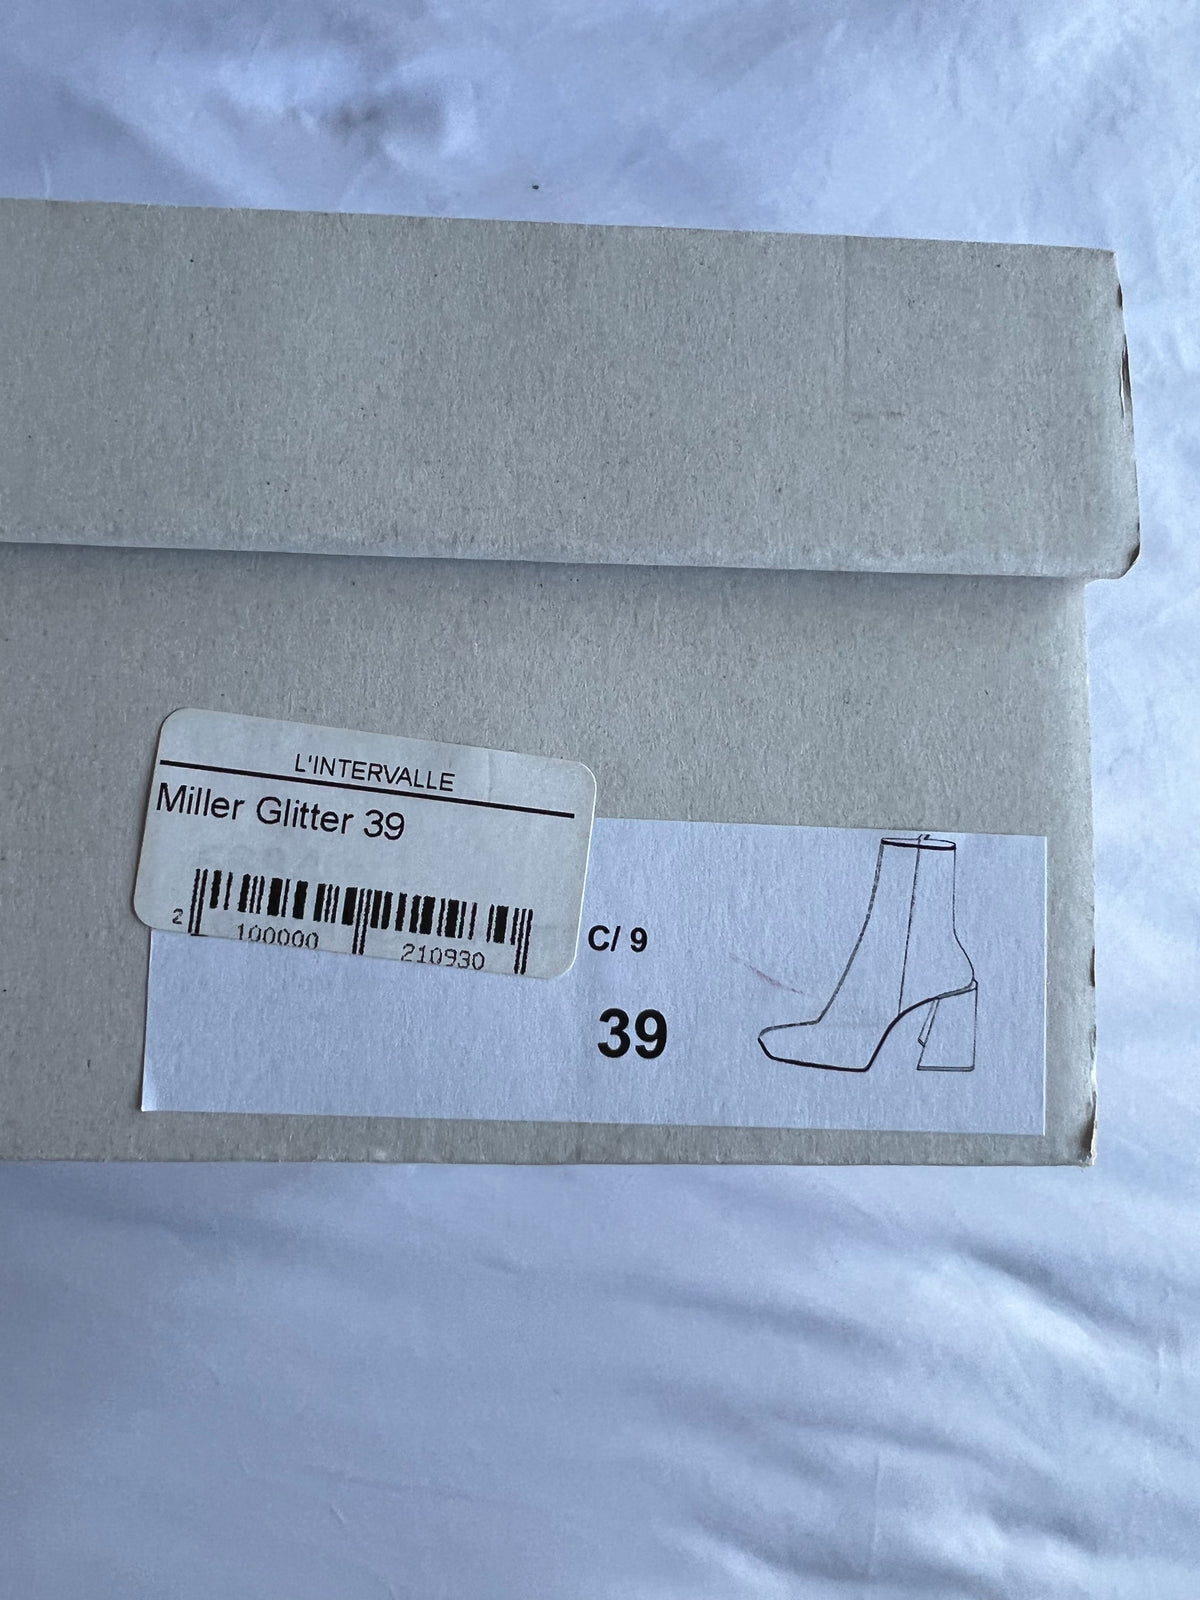 L'INTERVALLE
Miller Glitter 39
2 100000 210930
C/ 9
39